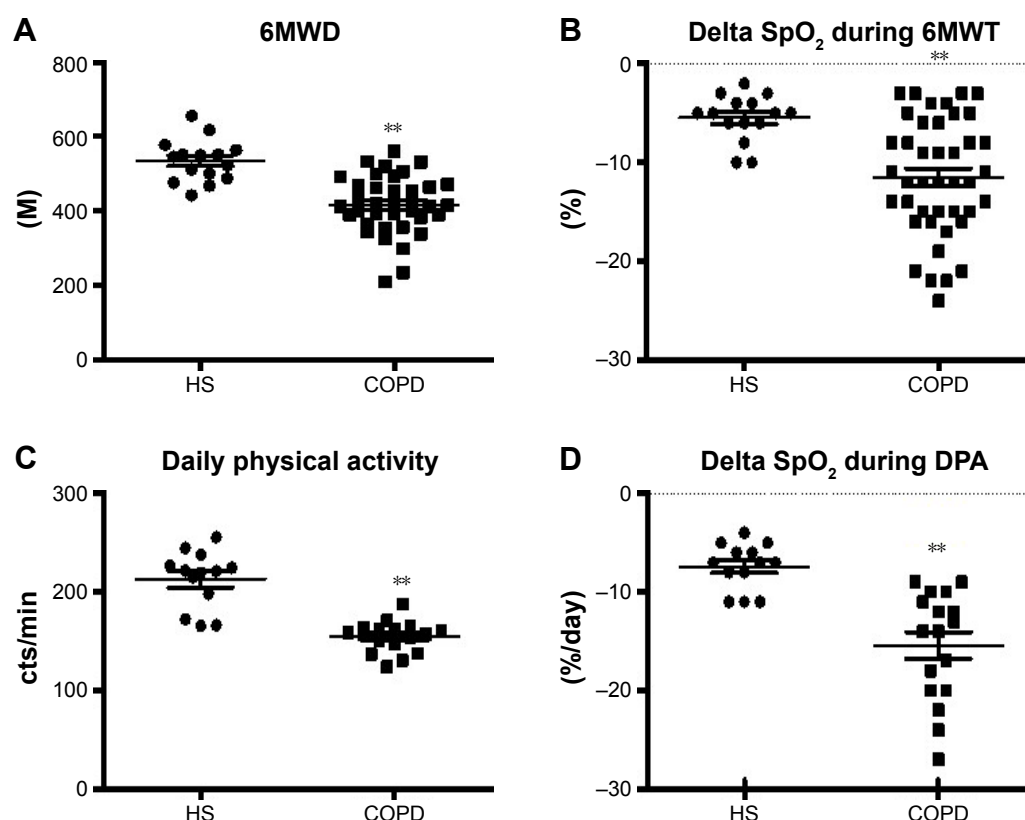 A
6MWD
800
600
400
200
0
(M)
HS
COPD
**
B
Delta SpO₂ during 6MWT
0
–10
–20
–30
(%)
HS
COPD
**
C
Daily physical activity
300
200
100
0
cts/min
HS
COPD
**
D
Delta SpO₂ during DPA
0
–10
–20
–30
(%/day)
HS
COPD
**